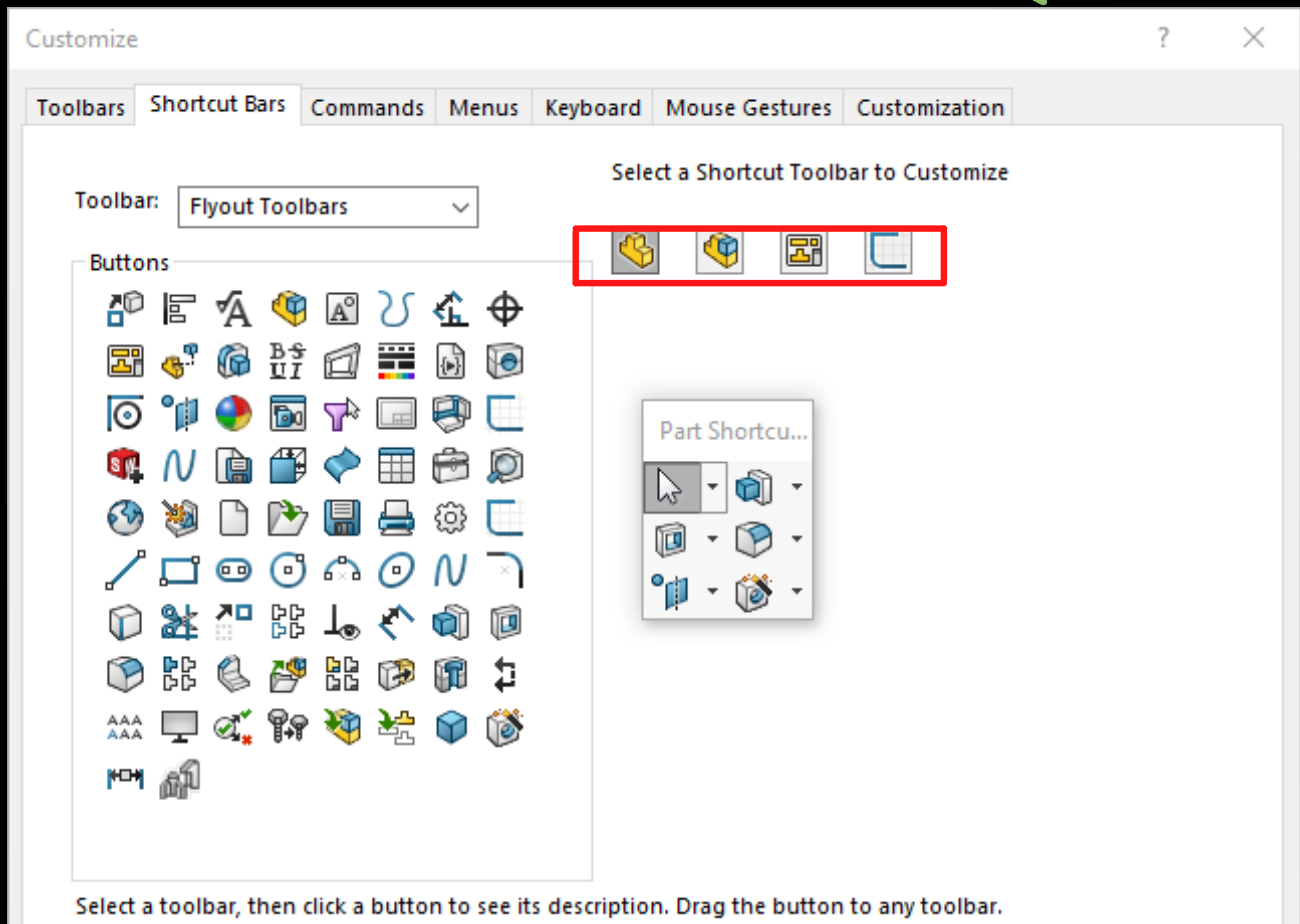 Customize
?
Toolbars Shortcut Bars Commands Menus Keyboard Mouse Gestures Customization
Select a Shortcut Toolbar to Customize
Toolbar: Flyout Toolbars
Buttons
Part Shortcu...
Select a toolbar, then click a button to see its description. Drag the button to any toolbar.